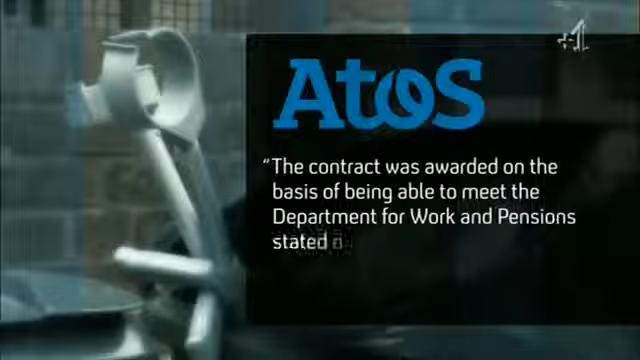 Atos
“The contract was awarded on the
basis of being able to meet the
Department for Work and Pensions
stated